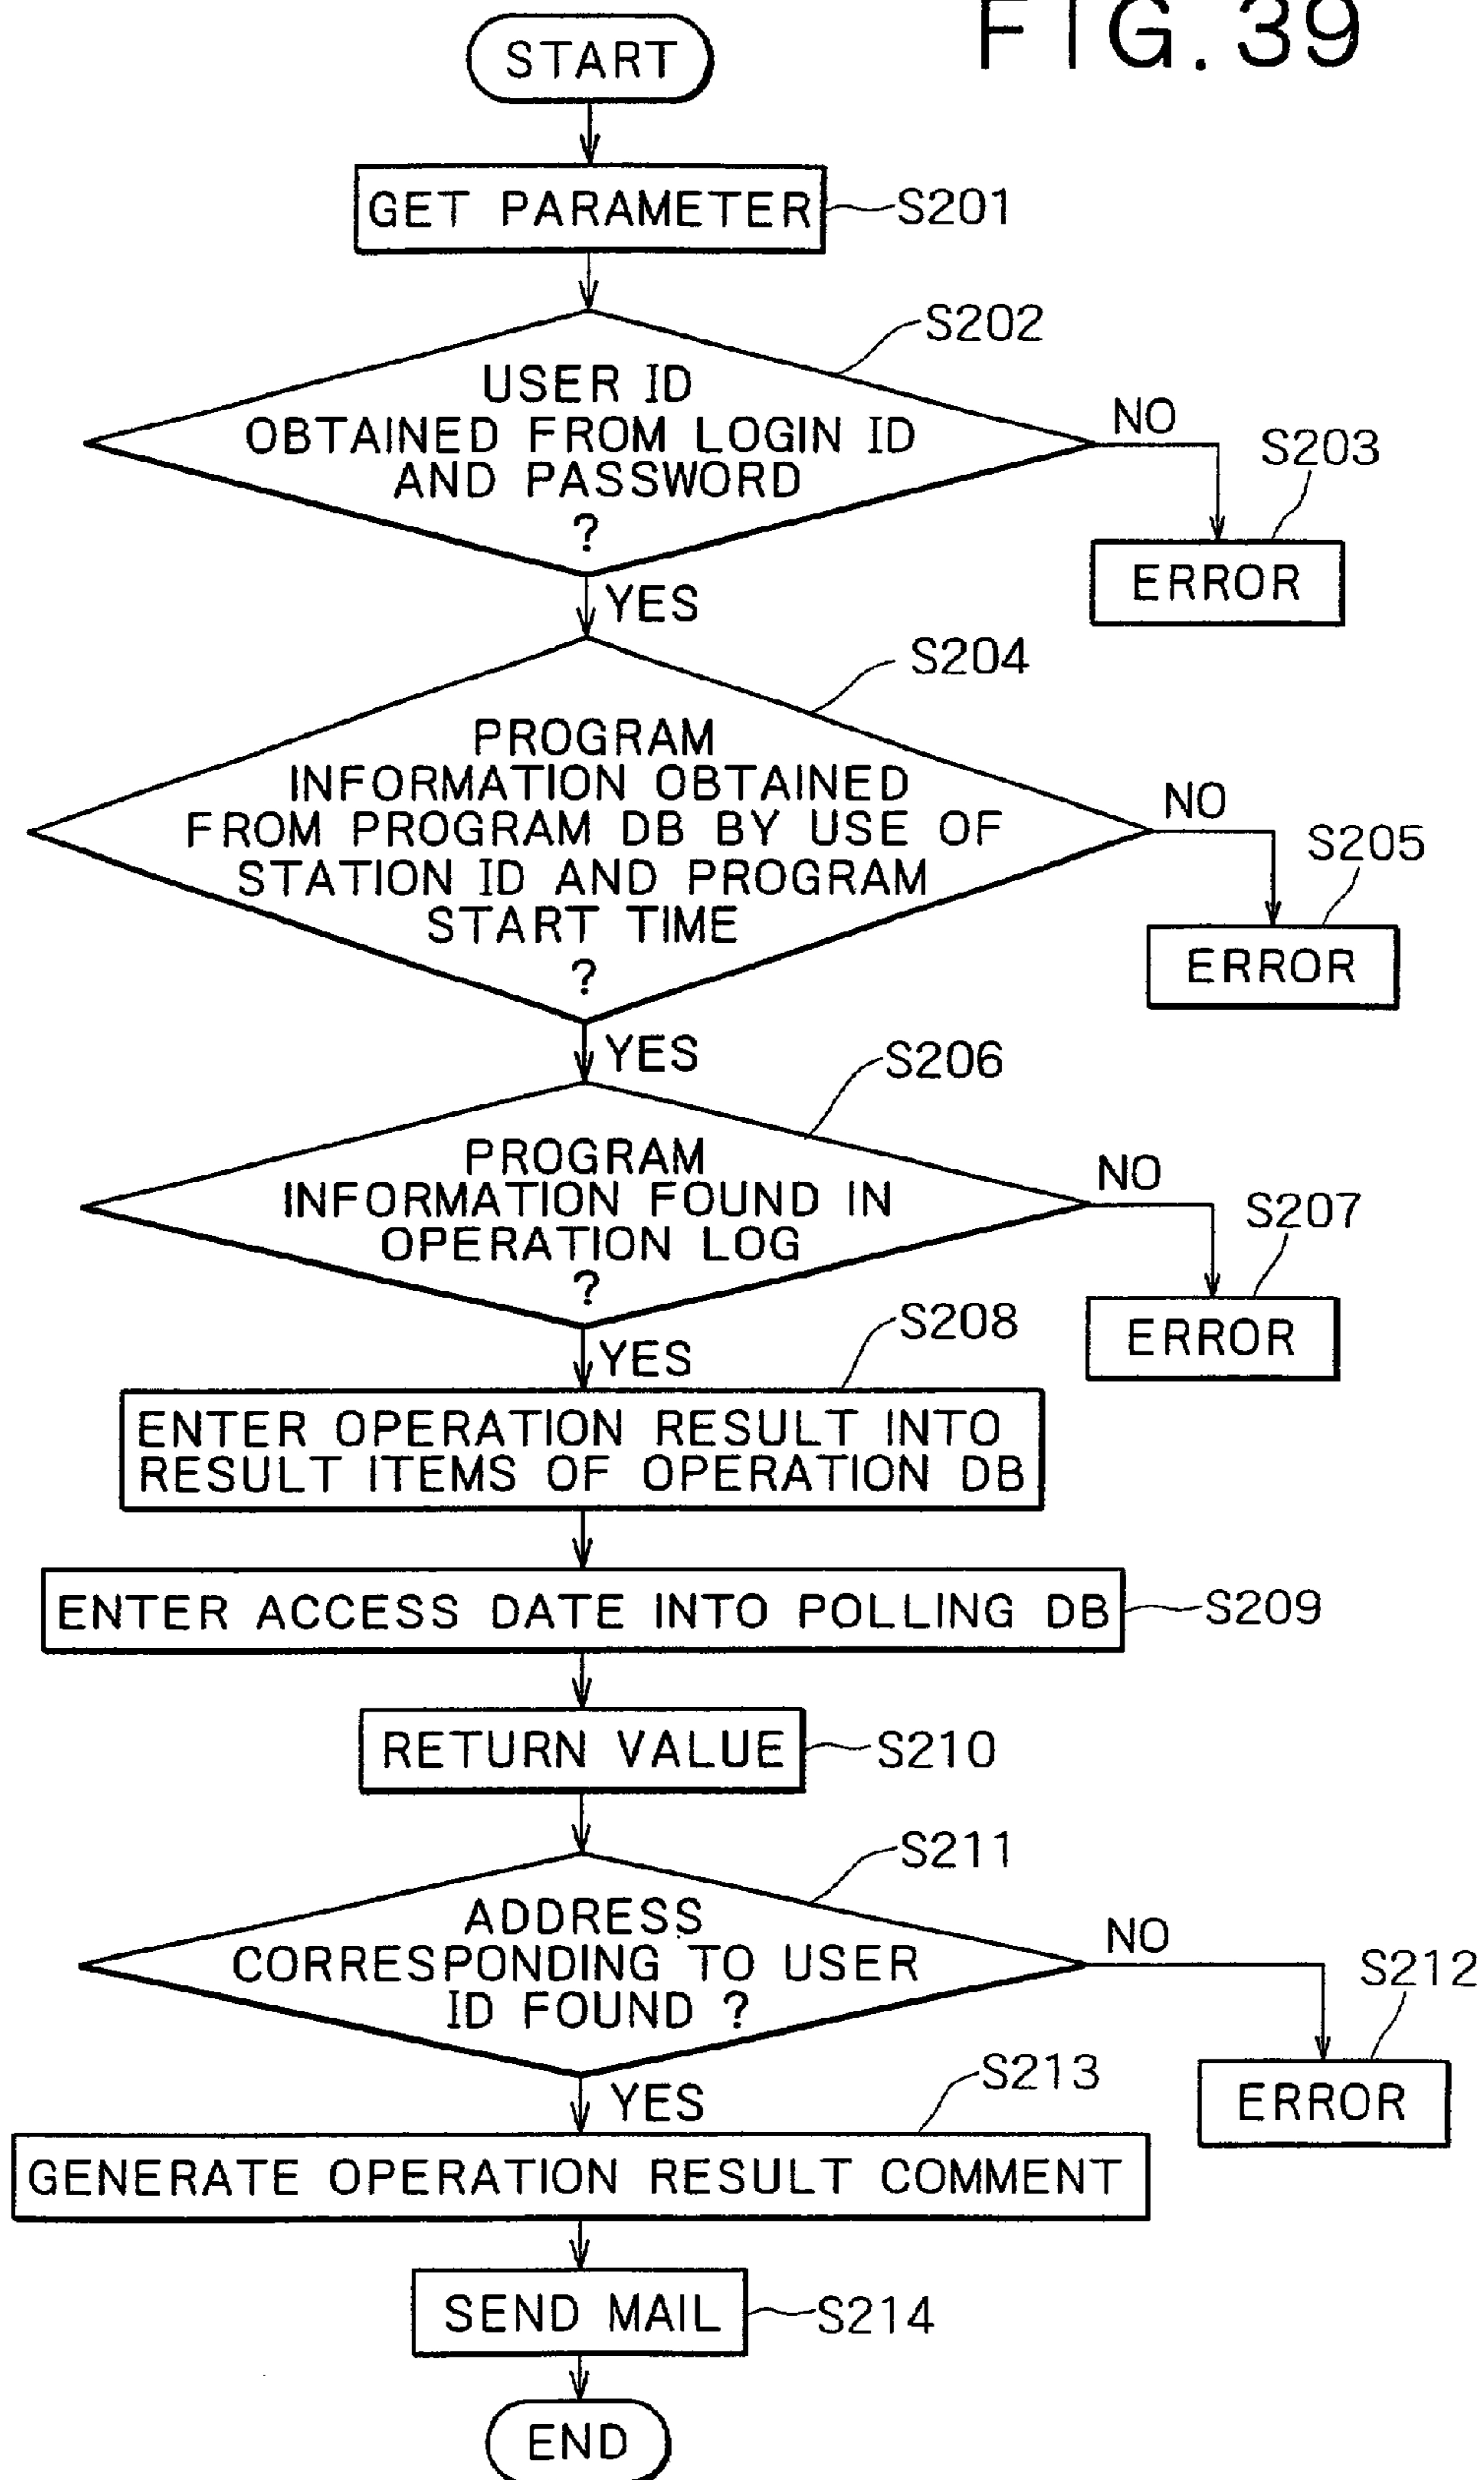 FIG. 39
START
GET PARAMETER
S201
S202
USER ID
OBTAINED FROM LOGIN ID
AND PASSWORD
?
NO
S203
ERROR
YES
S204
PROGRAM
INFORMATION OBTAINED
FROM PROGRAM DB BY USE OF
STATION ID AND PROGRAM
START TIME
?
NO
S205
ERROR
YES
S206
PROGRAM
INFORMATION FOUND IN
OPERATION LOG
?
NO
S207
ERROR
YES
S208
ENTER OPERATION RESULT INTO
RESULT ITEMS OF OPERATION DB
ENTER ACCESS DATE INTO POLLING DB
S209
RETURN VALUE
S210
S211
ADDRESS
CORRESPONDING TO USER
ID FOUND ?
NO
S212
ERROR
YES
S213
GENERATE OPERATION RESULT COMMENT
SEND MAIL
S214
END